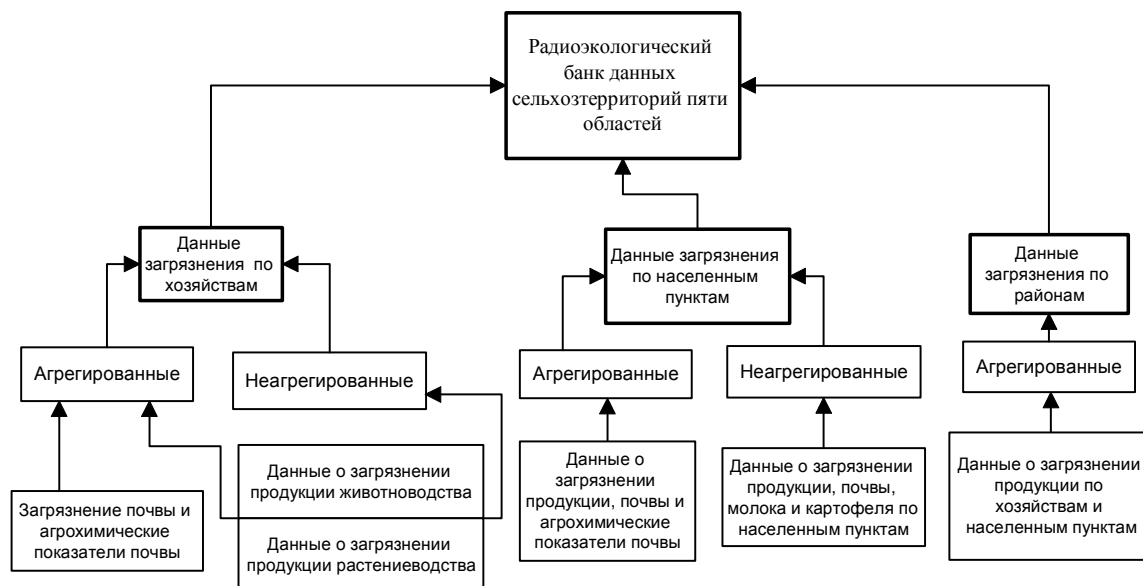 Радиоэкологический
банк данных
сельхозтерриторий пяти
областей
Данные
загрязнения по
хозяйствам
Данные загрязнения
по населенным
пунктам
Данные
загрязнения по
районам
Агрегированные
Неагрегированные
Агрегированные
Неагрегированные
Агрегированные
Загрязнение почвы и
агрохимические
показатели почвы
Данные о загрязнении
продукции животноводства
Данные о загрязнении
продукции растениеводства
Данные о
загрязнении
продукции, почвы и
агрохимические
показатели почвы
Данные о загрязнении
продукции, почвы,
молока и картофеля по
населенным пунктам
Данные о загрязнении
продукции по
хозяйствам и
населенным пунктам